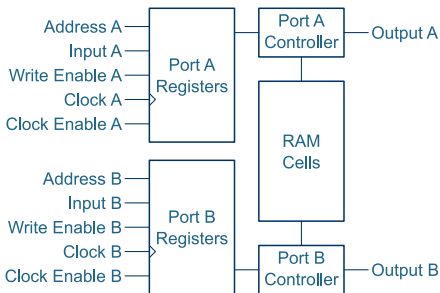 Address A
Input A
Write Enable A
Clock A
Clock Enable A
Port A
Registers
Port A
Controller
Output A
RAM
Cells
Address B
Input B
Write Enable B
Clock B
Clock Enable B
Port B
Registers
Port B
Controller
Output B